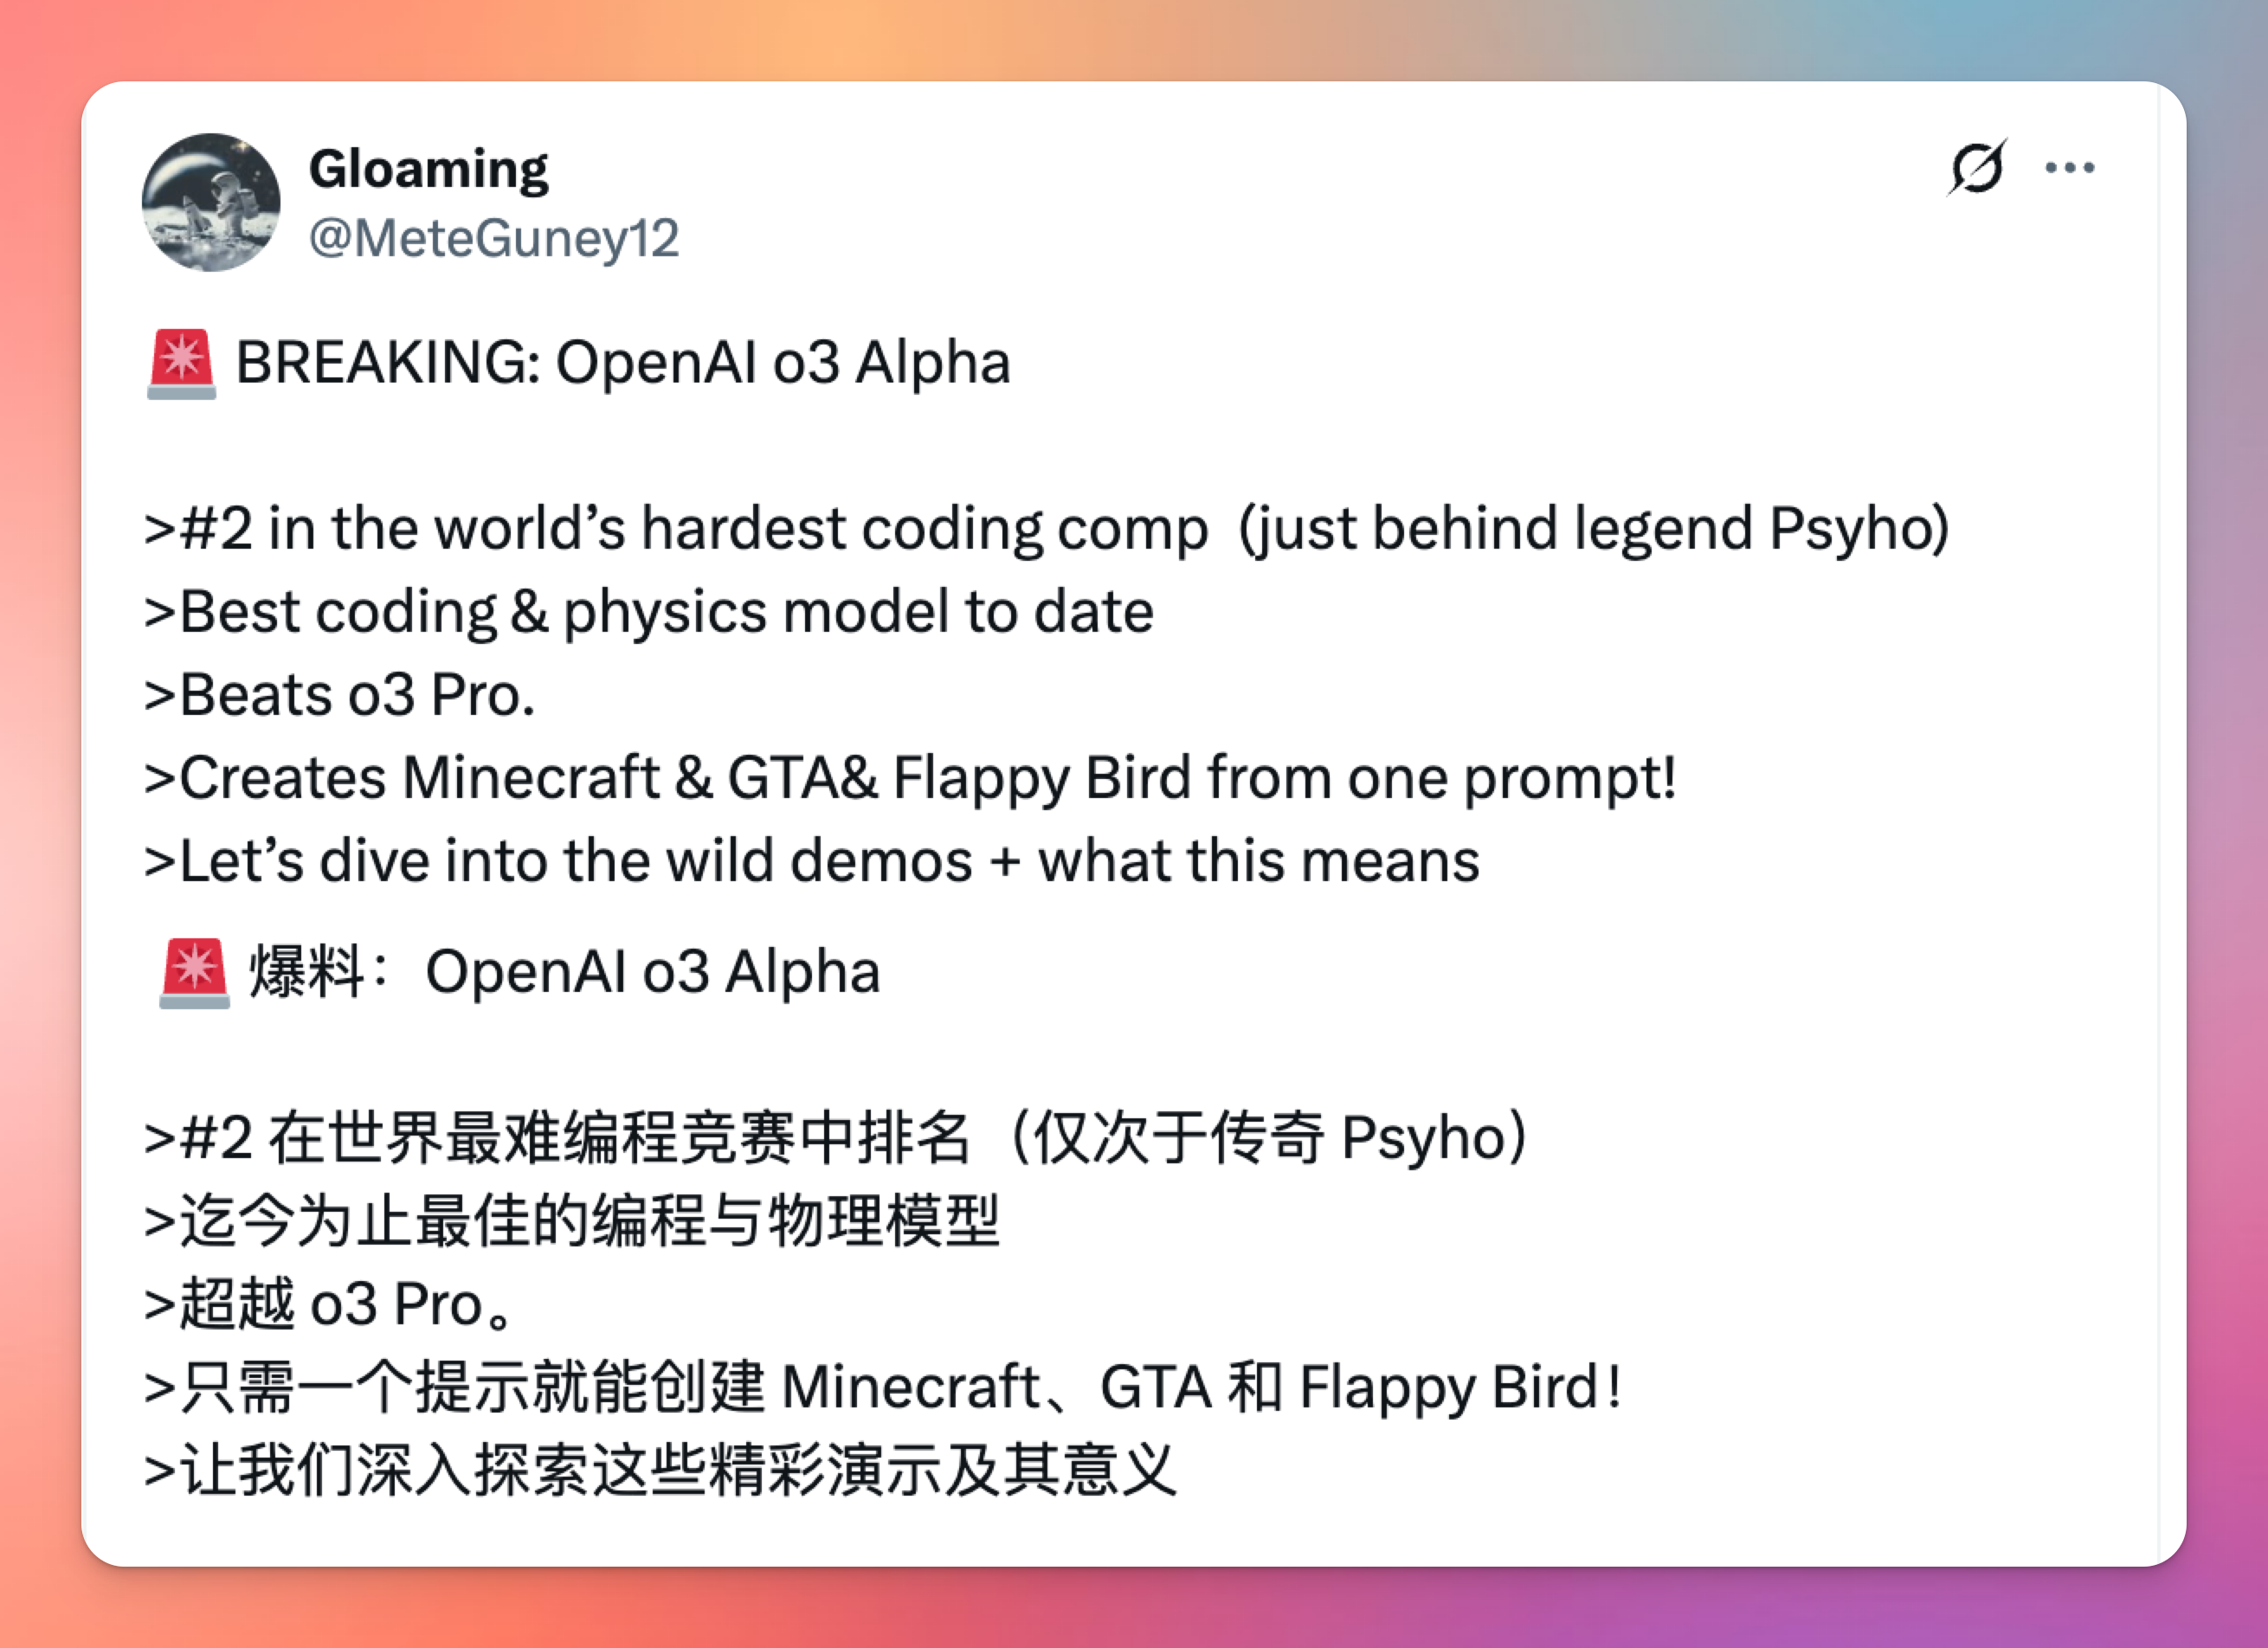 Gloaming
@MeteGuney12
🚨 BREAKING: OpenAI o3 Alpha
>#2 in the world’s hardest coding comp (just behind legend Psyho)
>Best coding & physics model to date
>Beats o3 Pro.
>Creates Minecraft & GTA& Flappy Bird from one prompt!
>Let’s dive into the wild demos + what this means
🚨 爆料：OpenAI o3 Alpha
>#2 在世界最难编程竞赛中排名（仅次于传奇 Psyho）
>迄今为止最佳的编程与物理模型
>超越 o3 Pro。
>只需一个提示就能创建 Minecraft、GTA 和 Flappy Bird！
>让我们深入探索这些精彩演示及其意义